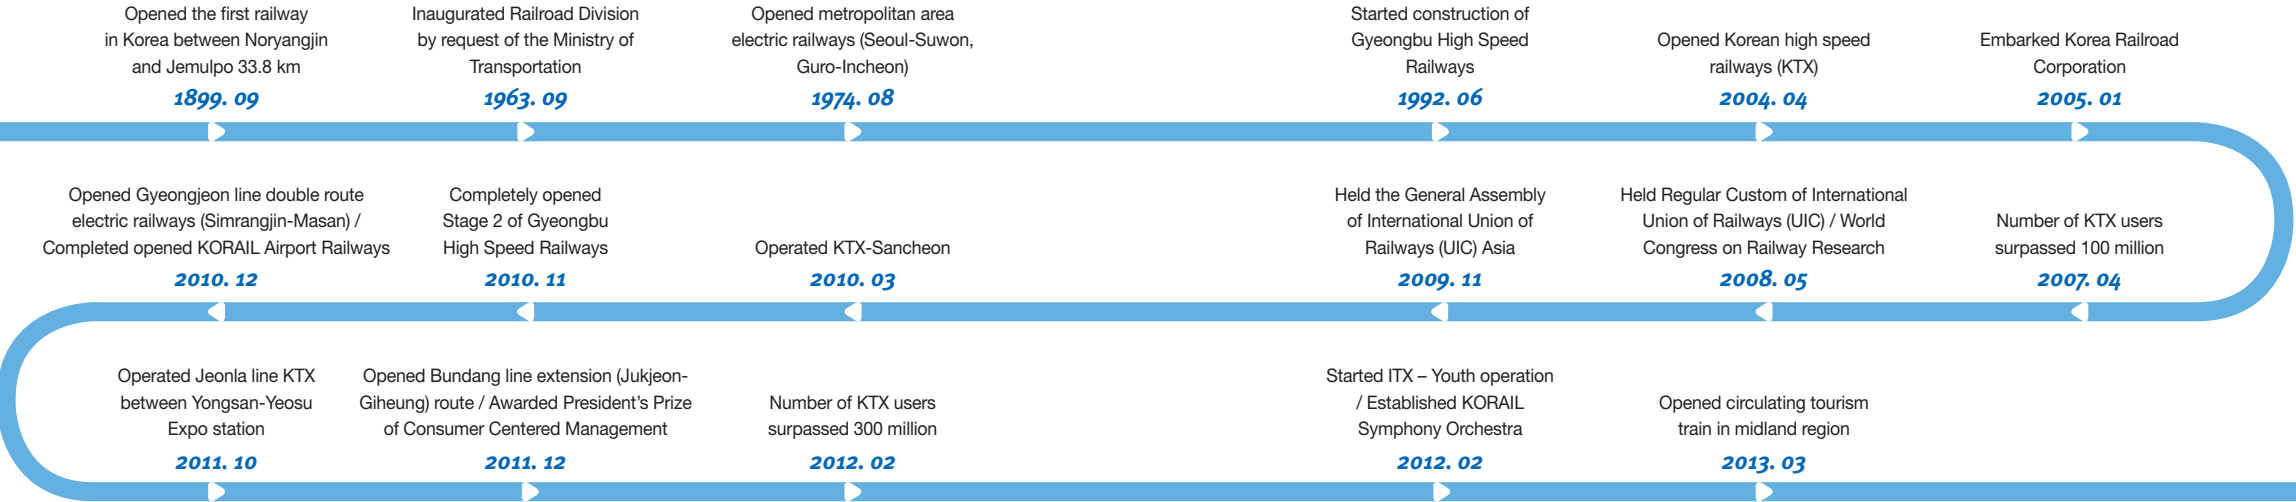 Opened the first railway
in Korea between Noryangjin
and Jemulpo 33.8 km
1899. 09
Inaugurated Railroad Division
by request of the Ministry of
Transportation
1963. 09
Opened metropolitan area
electric railways (Seoul-Suwon,
Guro-Incheon)
1974. 08
Started construction of
Gyeongbu High Speed
Railways
1992. 06
Opened Korean high speed
railways (KTX)
2004. 04
Embarked Korea Railroad
Corporation
2005. 01
Number of KTX users
surpassed 100 million
2007. 04
Held Regular Custom of International
Union of Railways (UIC) / World
Congress on Railway Research
2008. 05
Held the General Assembly
of International Union of
Railways (UIC) Asia
2009. 11
Operated KTX-Sancheon
2010. 03
Completely opened
Stage 2 of Gyeongbu
High Speed Railways
2010. 11
Opened Gyeongjeon line double route
electric railways (Simrangjin-Masan) /
Completed opened KORAIL Airport Railways
2010. 12
Operated Jeonla line KTX
between Yongsan-Yeosu
Expo station
2011. 10
Opened Bundang line extension (Jukjeon-
Giheung) route / Awarded President’s Prize
of Consumer Centered Management
2011. 12
Number of KTX users
surpassed 300 million
2012. 02
Started ITX – Youth operation
/ Established KORAIL
Symphony Orchestra
2012. 02
Opened circulating tourism
train in midland region
2013. 03